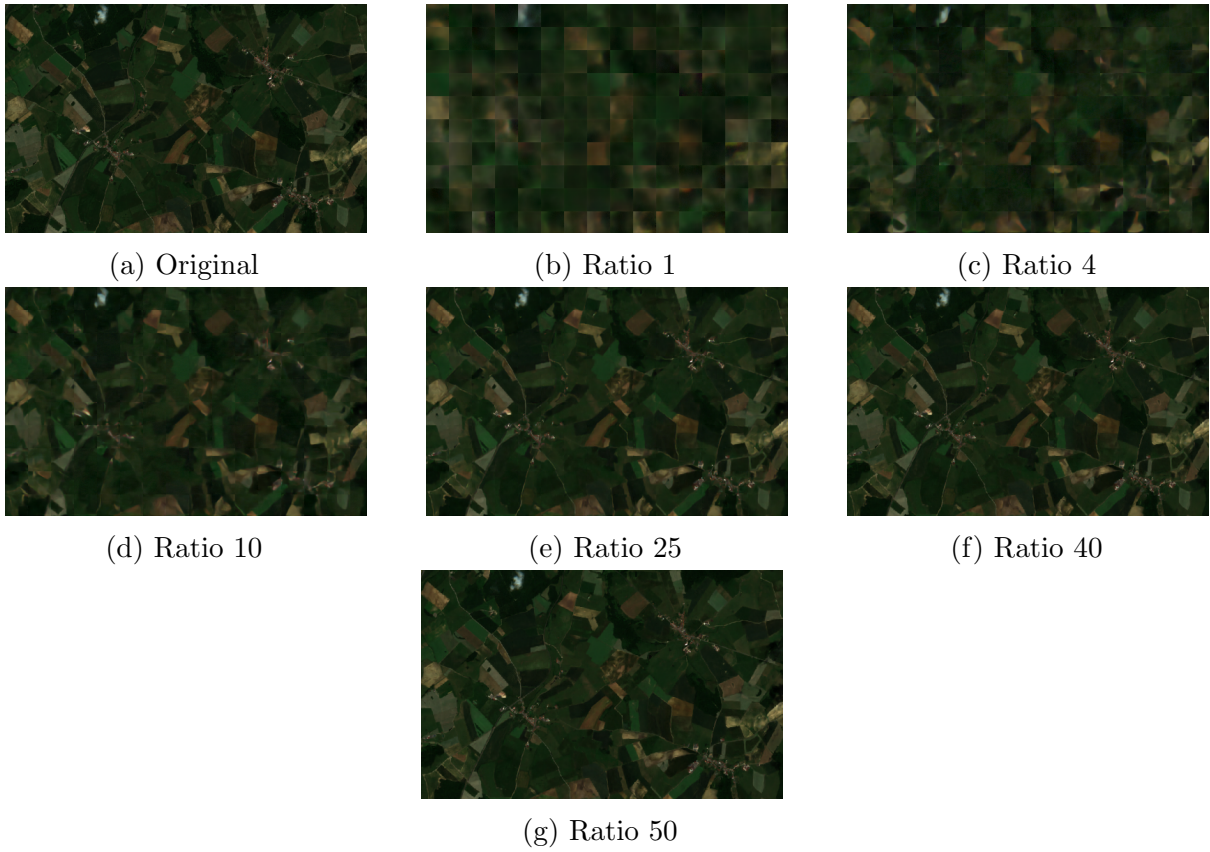 (a) Original
(b) Ratio 1
(c) Ratio 4
(d) Ratio 10
(e) Ratio 25
(f) Ratio 40
(g) Ratio 50